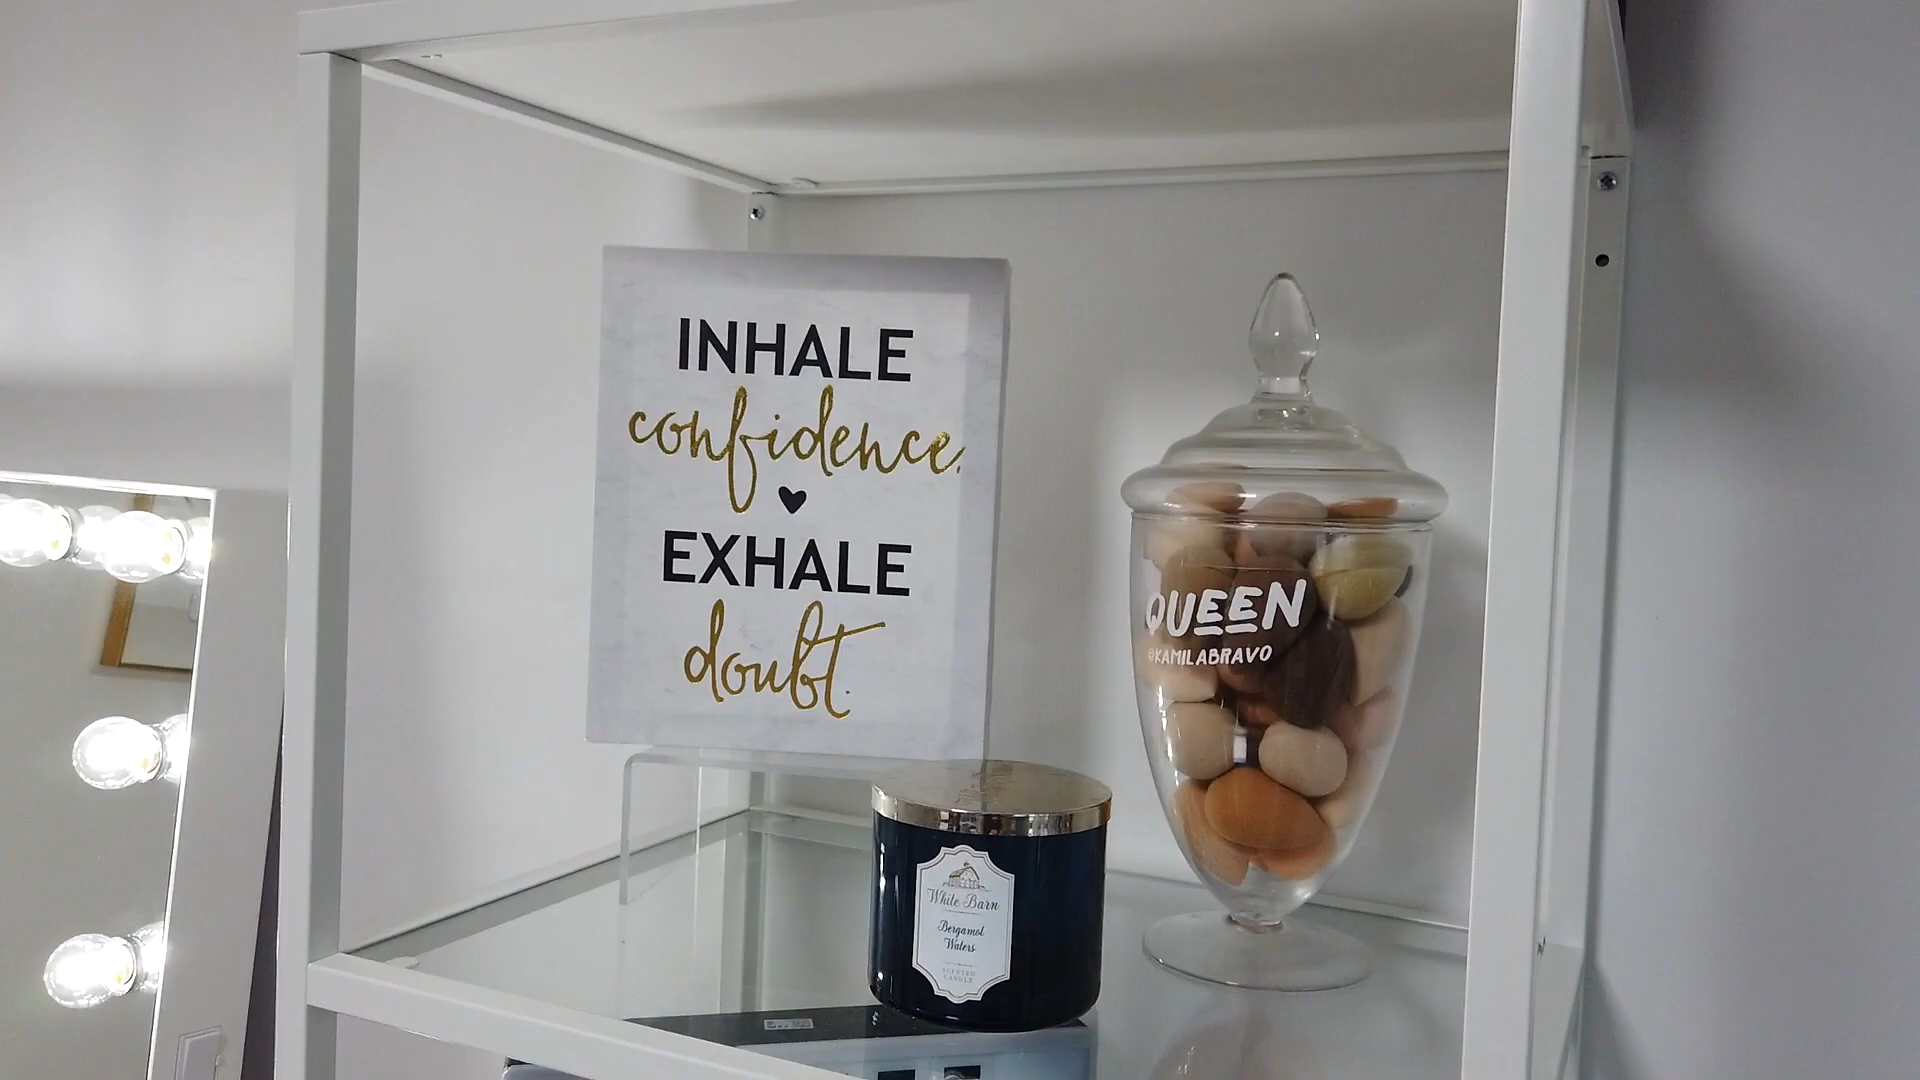 INHALE
confidence.
EXHALE
doubt.
QUEEN
@KAMILABRAVO
White Barn
Bergamot
Waters
SCENTED
CANDLE